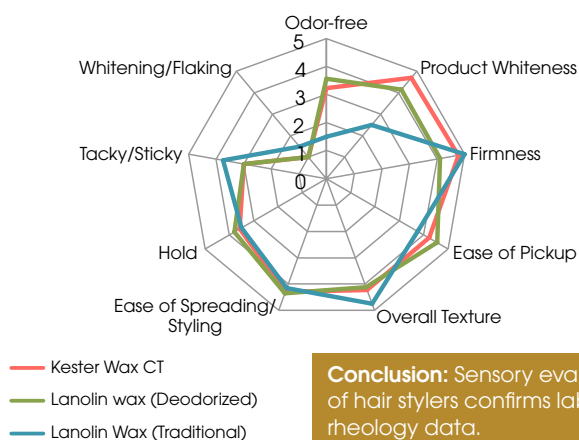 Odor-free
5
4
3
2
1
0
Product Whiteness
Firmness
Ease of Pickup
Overall Texture
Ease of Spreading/
Styling
Hold
Tacky/Sticky
Whitening/Flaking
Kester Wax CT
Lanolin wax (Deodorized)
Lanolin Wax (Traditional)
Conclusion: Sensory
of hair stylers confirms
rheology data.